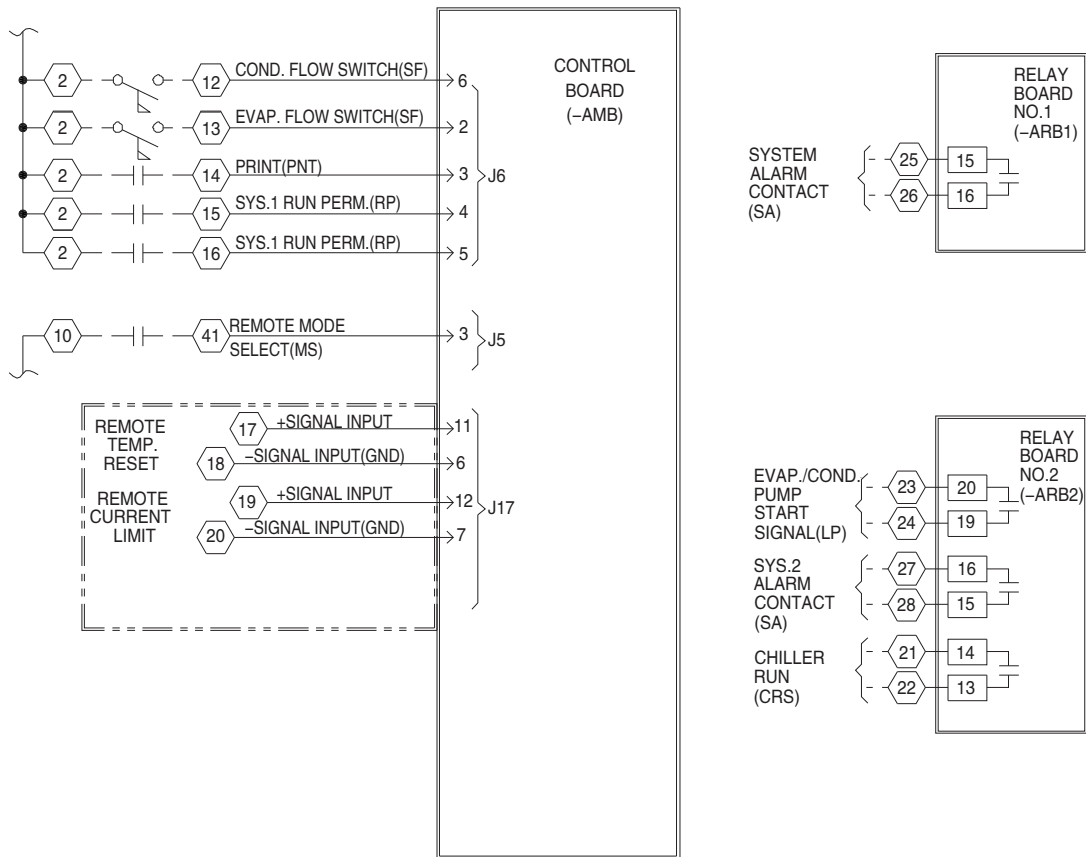 CONTROL
BOARD
(–AMB)
2 12 COND. FLOW SWITCH(SF) 6
2 13 EVAP. FLOW SWITCH(SF) 2
2 14 PRINT(PNT) 3 J6
2 15 SYS.1 RUN PERM.(RP) 4
2 16 SYS.1 RUN PERM.(RP) 5
10 41 REMOTE MODE 3 J5
SELECT(MS)
REMOTE
TEMP.
RESET
17 +SIGNAL INPUT 11
18 –SIGNAL INPUT(GND) 6
REMOTE
CURRENT
LIMIT
19 +SIGNAL INPUT 12 J17
20 –SIGNAL INPUT(GND) 7
RELAY
BOARD
NO.1
(–ARB1)
SYSTEM
ALARM
CONTACT
(SA)
25 15
26 16
RELAY
BOARD
NO.2
(–ARB2)
EVAP./COND.
PUMP
START
SIGNAL(LP)
23 20
24 19
SYS.2
ALARM
CONTACT
(SA)
27 16
28 15
CHILLER
RUN
(CRS)
21 14
22 13